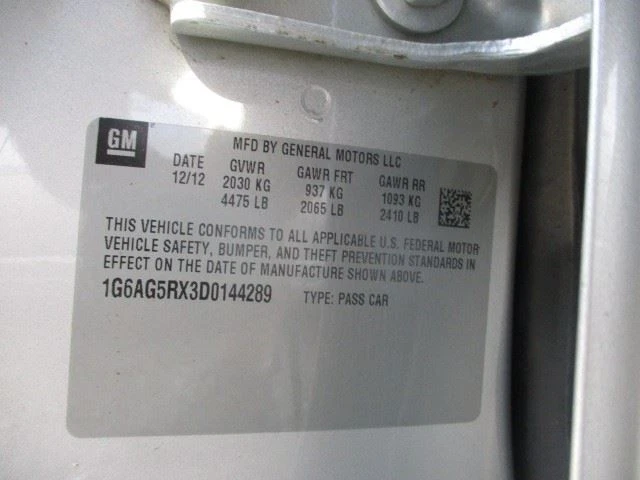 GM
MFD BY GENERAL MOTORS LLC
DATE GVWR GAWR FRT GAWR RR
12/12 2030 KG 937 KG 1093 KG
4475 LB 2065 LB 2410 LB
THIS VEHICLE CONFORMS TO ALL APPLICABLE U.S. FEDERAL MOTOR
VEHICLE SAFETY, BUMPER, AND THEFT PREVENTION STANDARDS IN
EFFECT ON THE DATE OF MANUFACTURE SHOWN ABOVE.
1G6AG5RX3D0144289 TYPE: PASS CAR